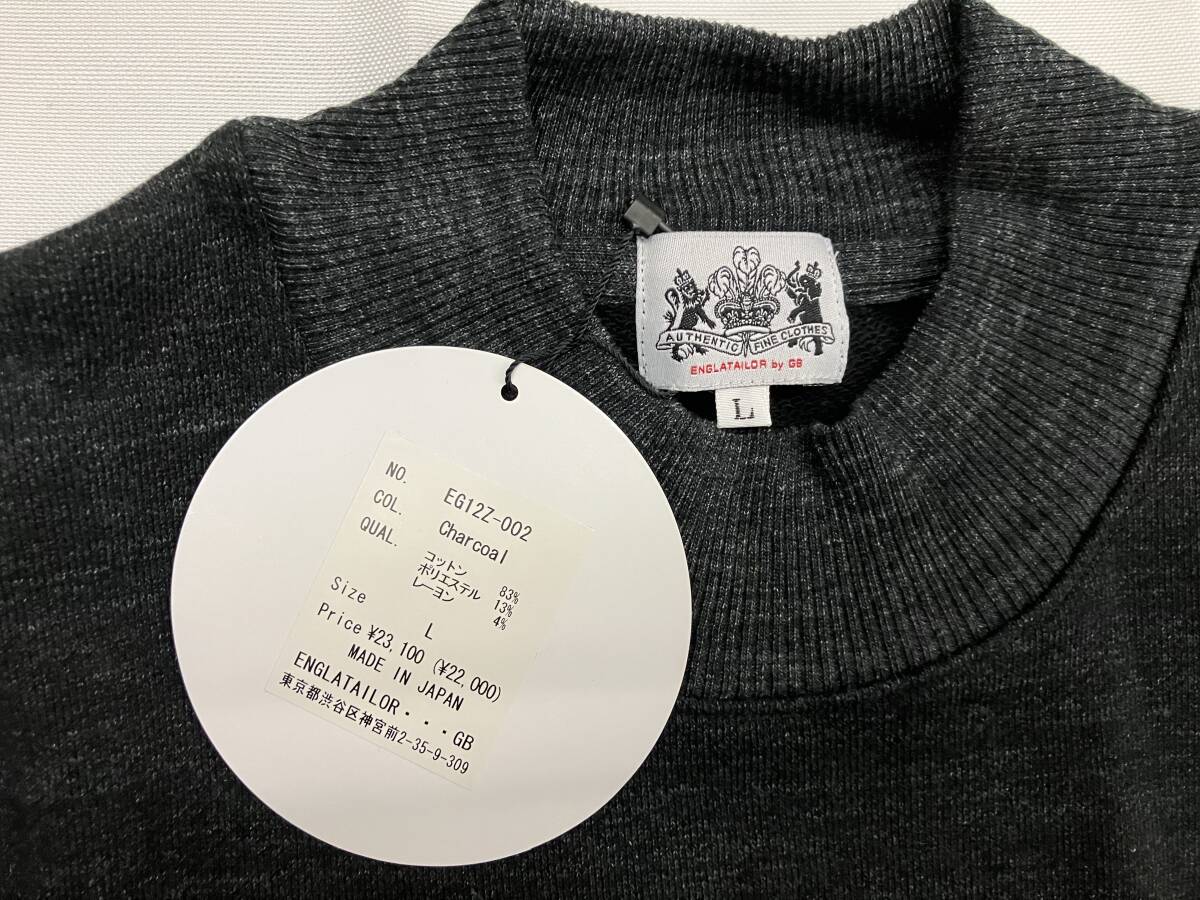 AUTHENTIC FINE CLOTHES
ENGLATAILOR by GB
L
NO. EG12Z-002
COL. Charcoal
QUAL. コットン 83%
ポリエステル 13%
レーヨン 4%
Size L
Price ¥23,100 (¥22,000)
MADE IN JAPAN
ENGLATAILOR・・・GB
東京都渋谷区神宮前2-35-9-309